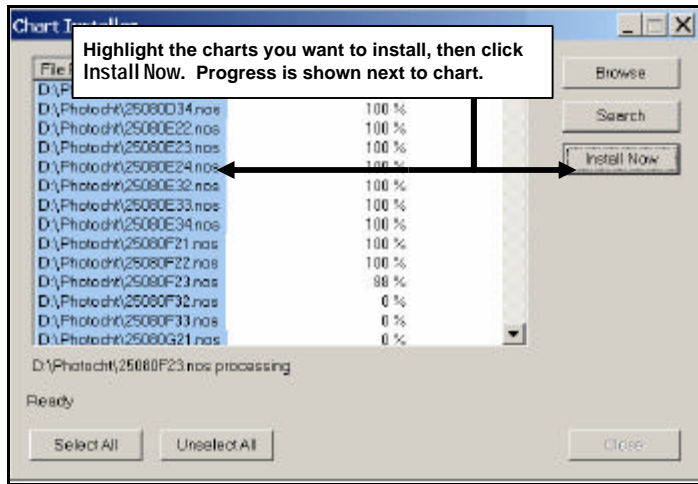 Chart
Highlight the charts you want to install, then click
Install Now. Progress is shown next to chart.
File
D:\P
D:\Photocht\25080D34.nos 100 %
D:\Photocht\25080E22.nos 100 %
D:\Photocht\25080E23.nos 100 %
D:\Photocht\25080E24.nos 100 %
D:\Photocht\25080E32.nos 100 %
D:\Photocht\25080E33.nos 100 %
D:\Photocht\25080E34.nos 100 %
D:\Photocht\25080F21.nos 100 %
D:\Photocht\25080F22.nos 100 %
D:\Photocht\25080F23.nos 98 %
D:\Photocht\25080F32.nos 0 %
D:\Photocht\25080F33.nos 0 %
D:\Photocht\25080G21.nos 0 %
Browse
Search
Install Now
D:\Photocht\25080F23.nos processing
Ready
Select All Unselect All Close